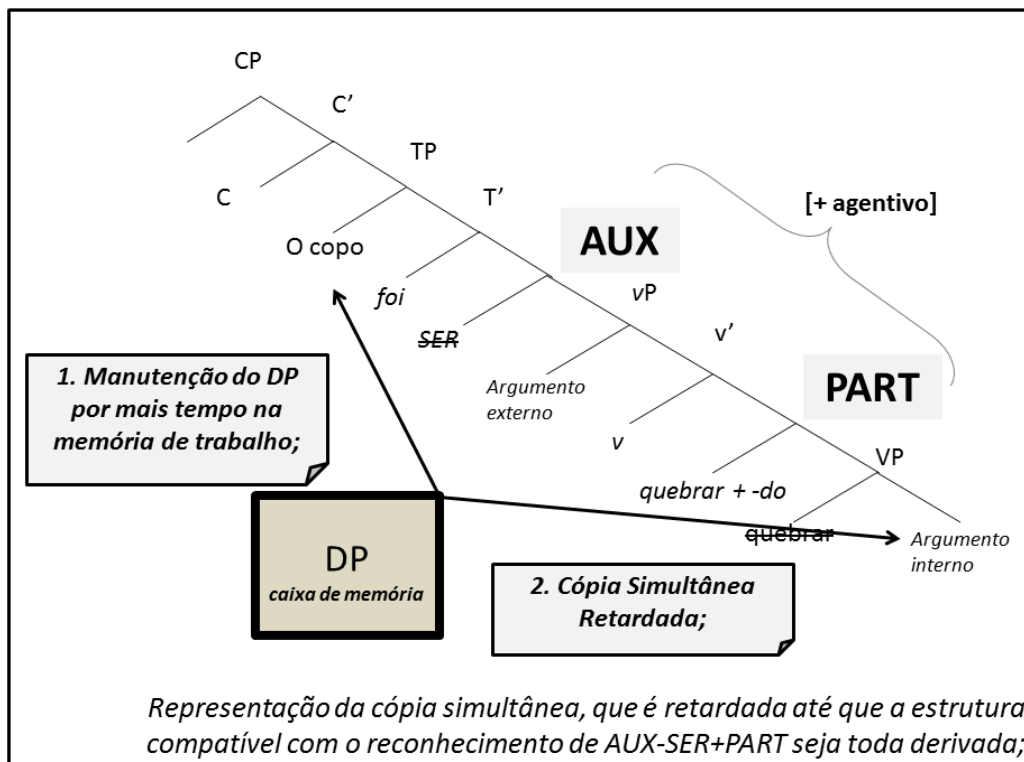 CP
C’
TP
C
T’
[+ agentivo]
O copo
AUX
foi
vP
SER
v’
1. Manutenção do DP
por mais tempo na
memória de trabalho;
Argumento
externo
PART
v
VP
quebrar + -do
quebrar
Argumento
interno
DP
caixa de memória
2. Cópia Simultânea
Retardada;
Representação da cópia simultânea, que é retardada até que a estrutura
compatível com o reconhecimento de AUX-SER+PART seja toda derivada;